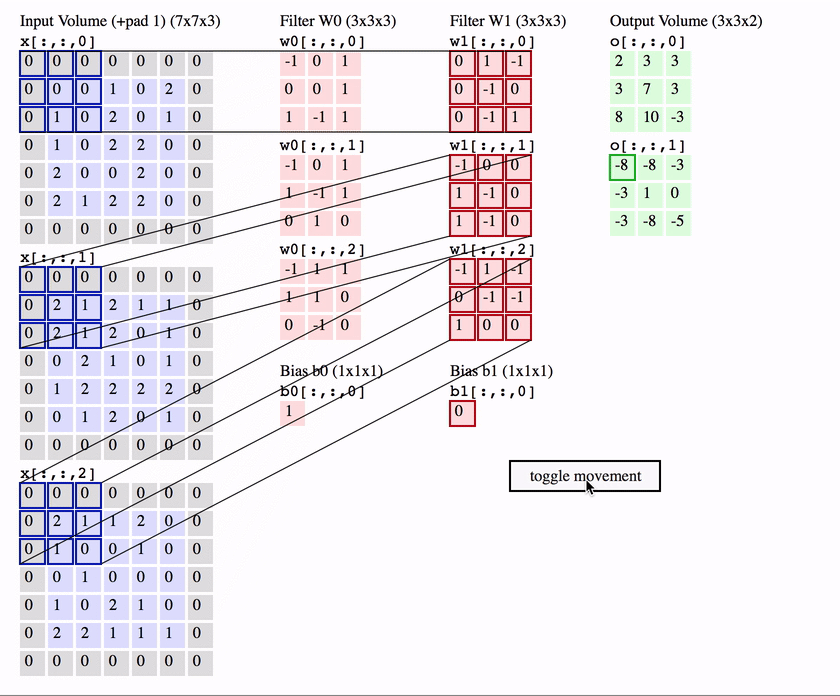 Input Volume (+pad 1) (7x7x3)
x[:,:,0]
0 0 0 0 0 0 0
0 0 0 1 0 2 0
0 1 0 2 0 1 0
0 1 0 2 2 0 0
0 2 0 0 2 0 0
0 2 1 2 2 0 0
0 0 0 0 0 0 0
x[:,:,1]
0 0 0 0 0 0 0
0 2 1 2 1 1 0
0 2 1 2 0 1 0
0 0 2 1 0 1 0
0 1 2 2 2 2 0
0 0 1 2 0 1 0
0 0 0 0 0 0 0
x[:,:,2]
0 0 0 0 0 0 0
0 2 1 1 2 0 0
0 1 0 0 1 0 0
0 0 1 0 0 0 0
0 1 0 2 1 0 0
0 2 2 1 1 1 0
0 0 0 0 0 0 0
Filter W0 (3x3x3)
w0[:,:,0]
-1 0 1
0 0 1
1 -1 1
w0[:,:,1]
-1 0 1
1 -1 1
0 1 0
w0[:,:,2]
-1 1 1
1 1 0
0 -1 0
Bias b0 (1x1x1)
b0[:,:,0]
1
Filter W1 (3x3x3)
w1[:,:,0]
0 1 -1
0 -1 0
0 -1 1
w1[:,:,1]
-1 0 0
1 -1 0
1 -1 0
w1[:,:,2]
-1 1 -1
0 -1 -1
1 0 0
Bias b1 (1x1x1)
b1[:,:,0]
0
Output Volume (3x3x2)
o[:,:,0]
2 3 3
3 7 3
8 10 -3
o[:,:,1]
-8 -8 -3
-3 1 0
-3 -8 -5
toggle movement